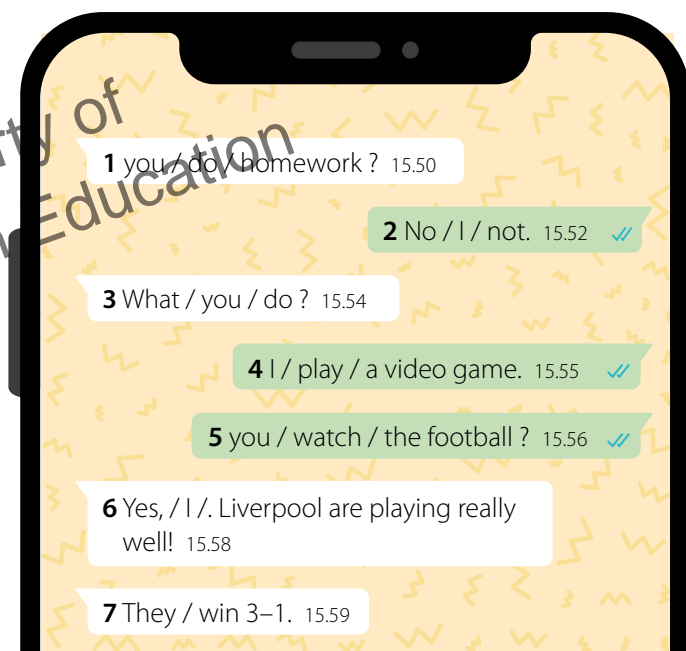 rty of
Education
1 you / do / homework ? 15.50
2 No / I / not. 15.52
3 What / you / do ? 15.54
4 I / play / a video game. 15.55
5 you / watch / the football ? 15.56
6 Yes, / I /. Liverpool are playing really
well! 15.58
7 They / win 3–1. 15.59